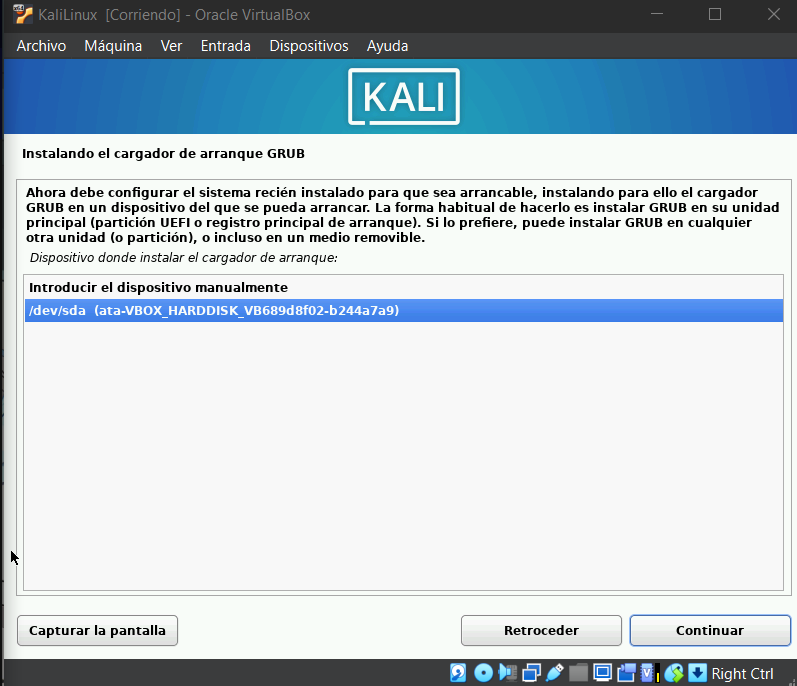 KaliLinux [Corriendo] - Oracle VirtualBox
Archivo Máquina Ver Entrada Dispositivos Ayuda
KALI
Instalando el cargador de arranque GRUB
Ahora debe configurar el sistema recién instalado para que sea arrancable, instalando para ello el cargador
GRUB en un dispositivo del que se pueda arrancar. La forma habitual de hacerlo es instalar GRUB en su unidad
principal (partición UEFI o registro principal de arranque). Si lo prefiere, puede instalar GRUB en cualquier
otra unidad (o partición), o incluso en un medio removible.
Dispositivo donde instalar el cargador de arranque:
Introducir el dispositivo manualmente
/dev/sda (ata-VBOX_HARDDISK_VB689d8f02-b244a7a9)
Capturar la pantalla Retroceder Continuar
Right Ctrl